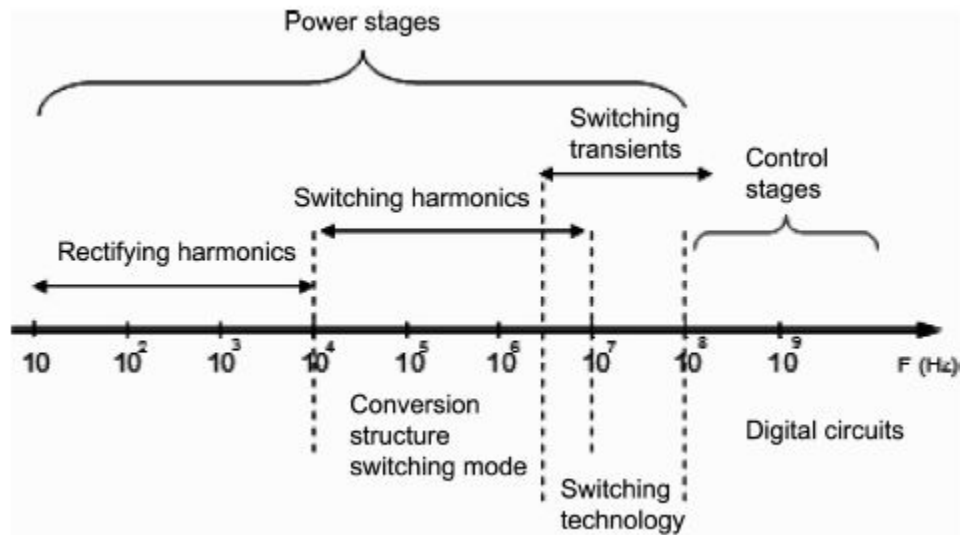 Power stages
Switching
transients
Control
stages
Switching harmonics
Rectifying harmonics
10 10² 10³ 10⁴ 10⁵ 10⁶ 10⁷ 10⁸ 10⁹ F (Hz)
Conversion
structure
switching mode
Digital circuits
Switching
technology